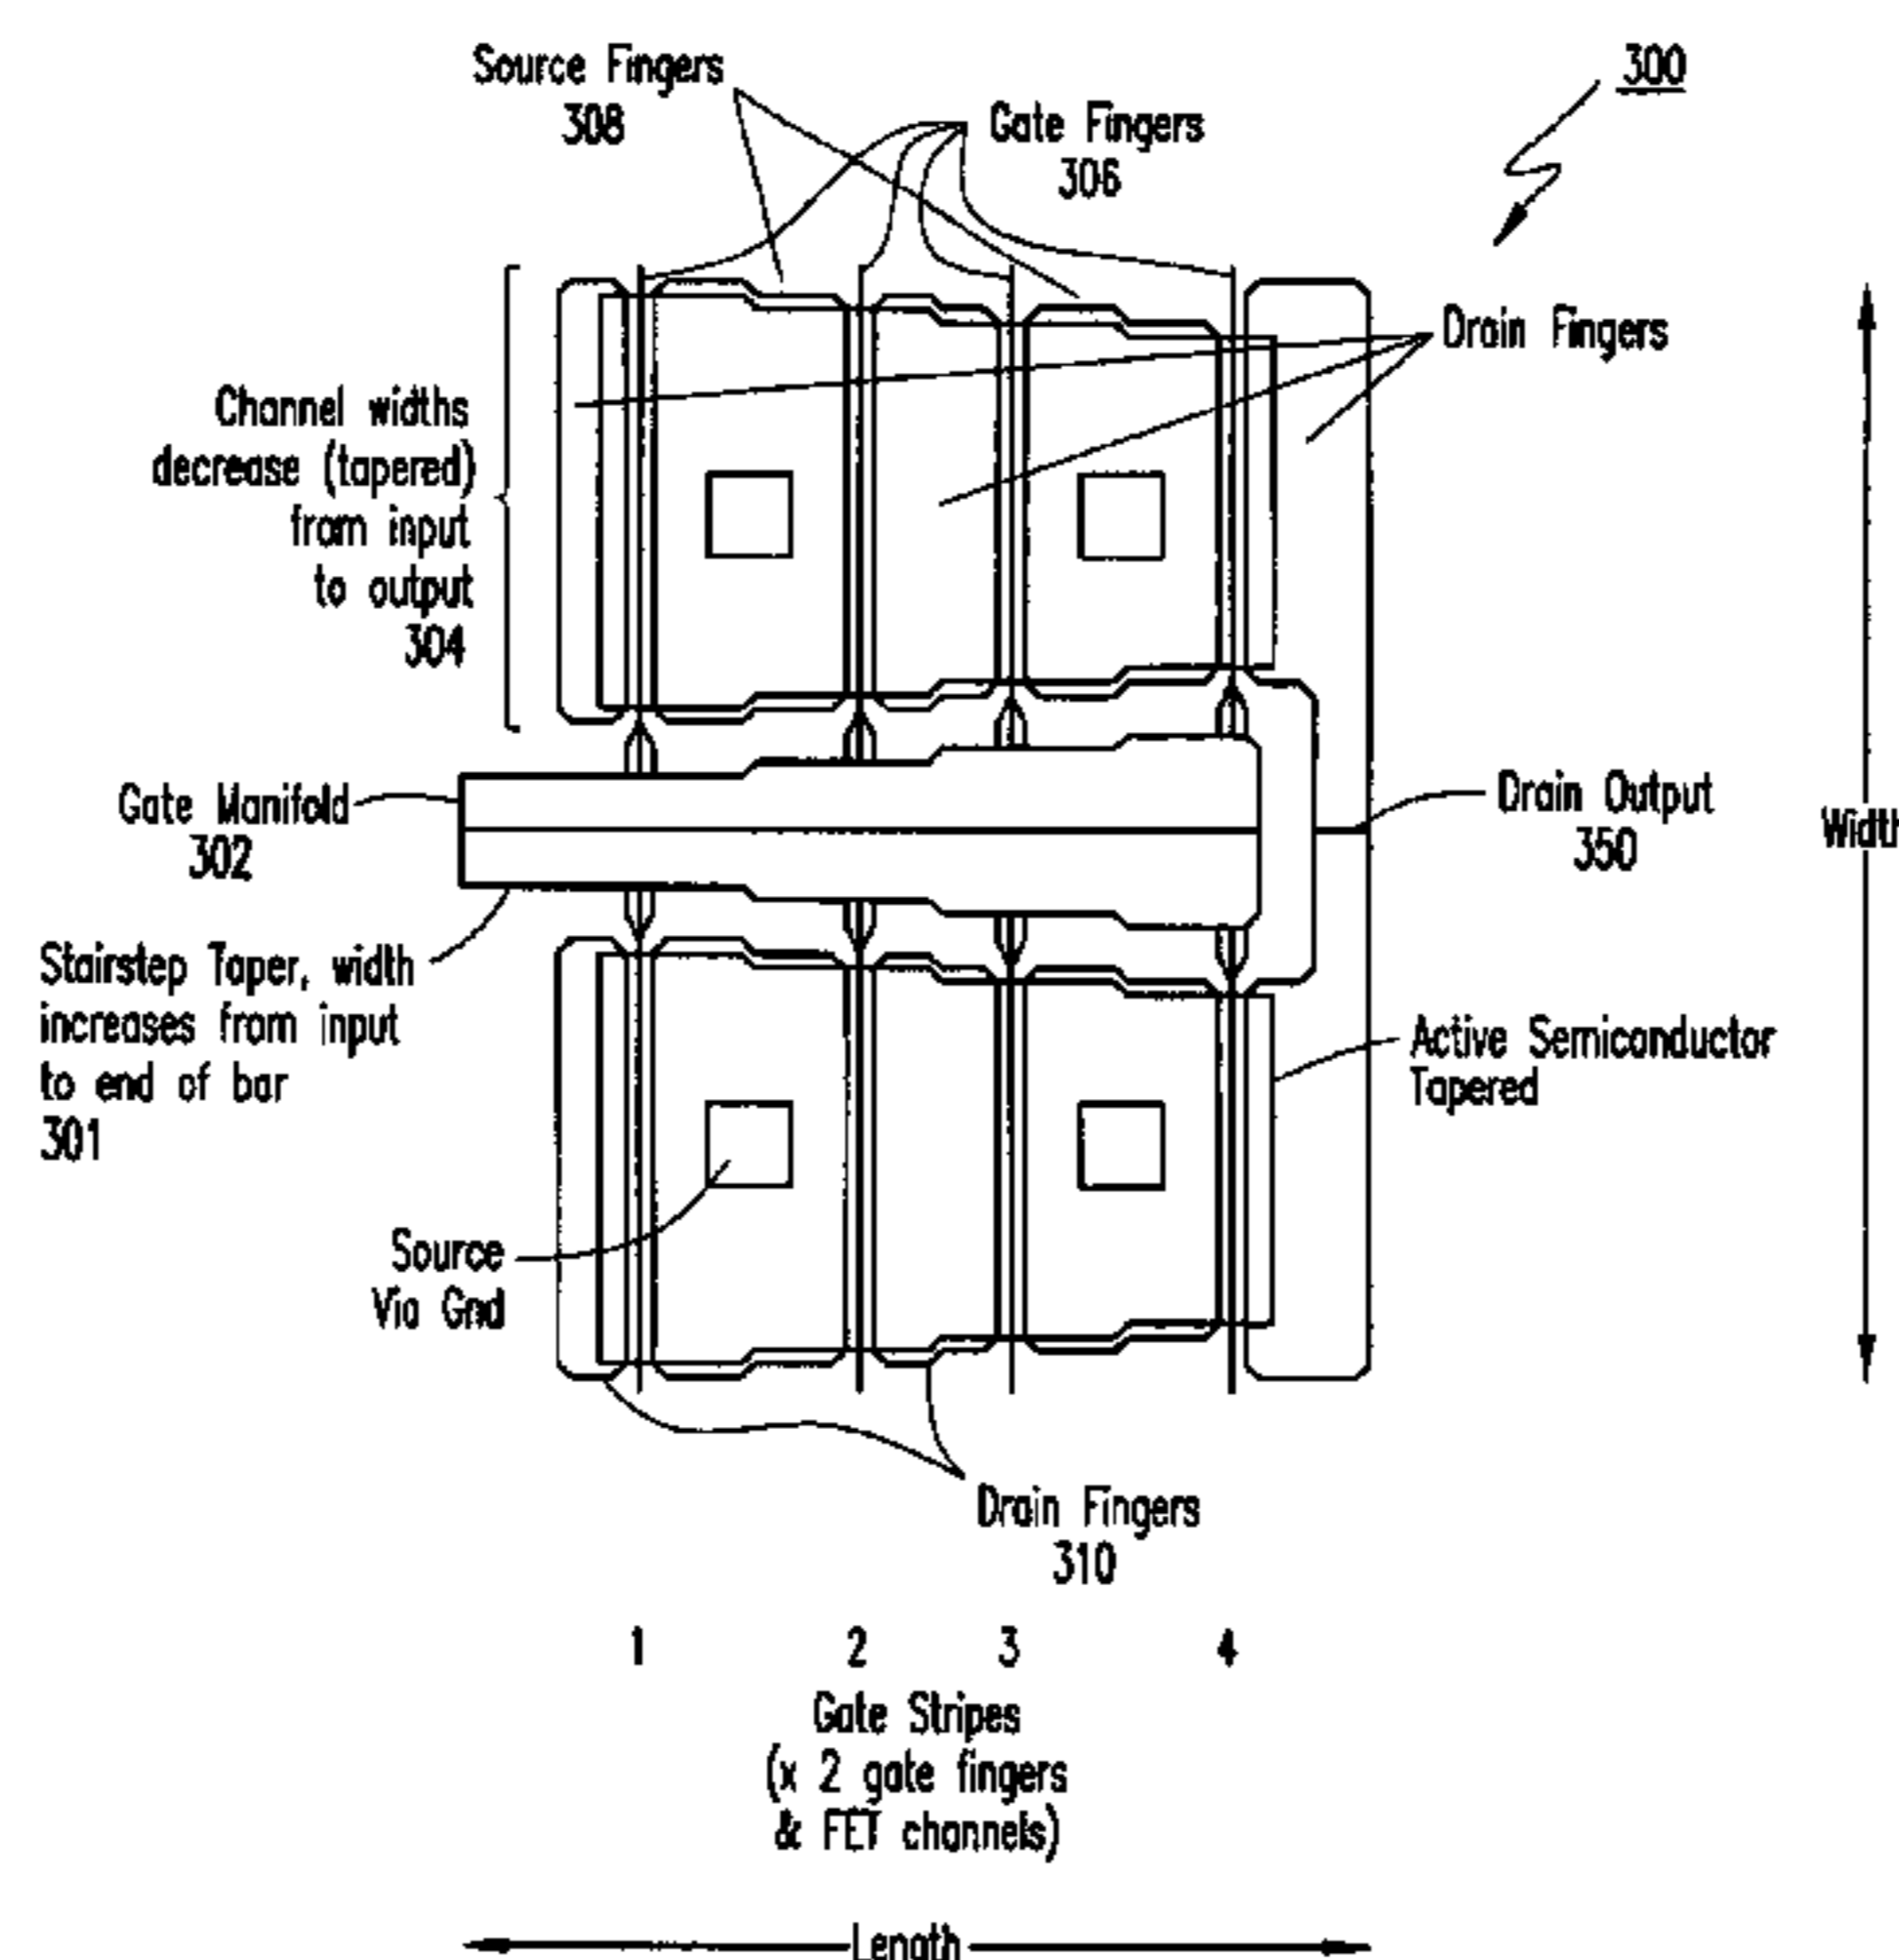 300
Source Fingers
308
Gate Fingers
306
Drain Fingers
Channel widths
decrease (tapered)
from input
to output
304
Gate Manifold
302
Drain Output
350
Width
Stairstep Taper, width
increases from input
to end of bar
301
Active Semiconductor
Tapered
Source
Via Gnd
Drain Fingers
310
1 2 3 4
Gate Stripes
(x 2 gate fingers
& FET channels)
Length